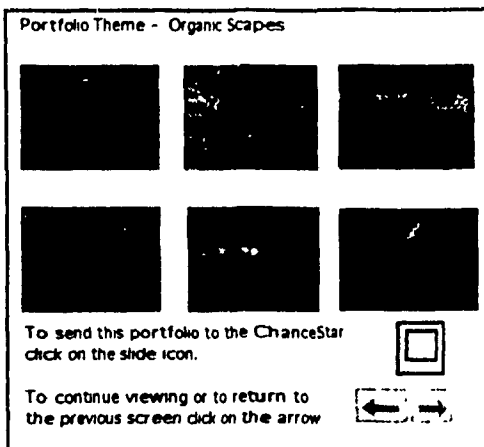 Portfolio Theme - Organic Scapes
To send this portfolio to the ChanceStar
click on the slide icon.
To continue viewing or to return to
the previous screen click on the arrow